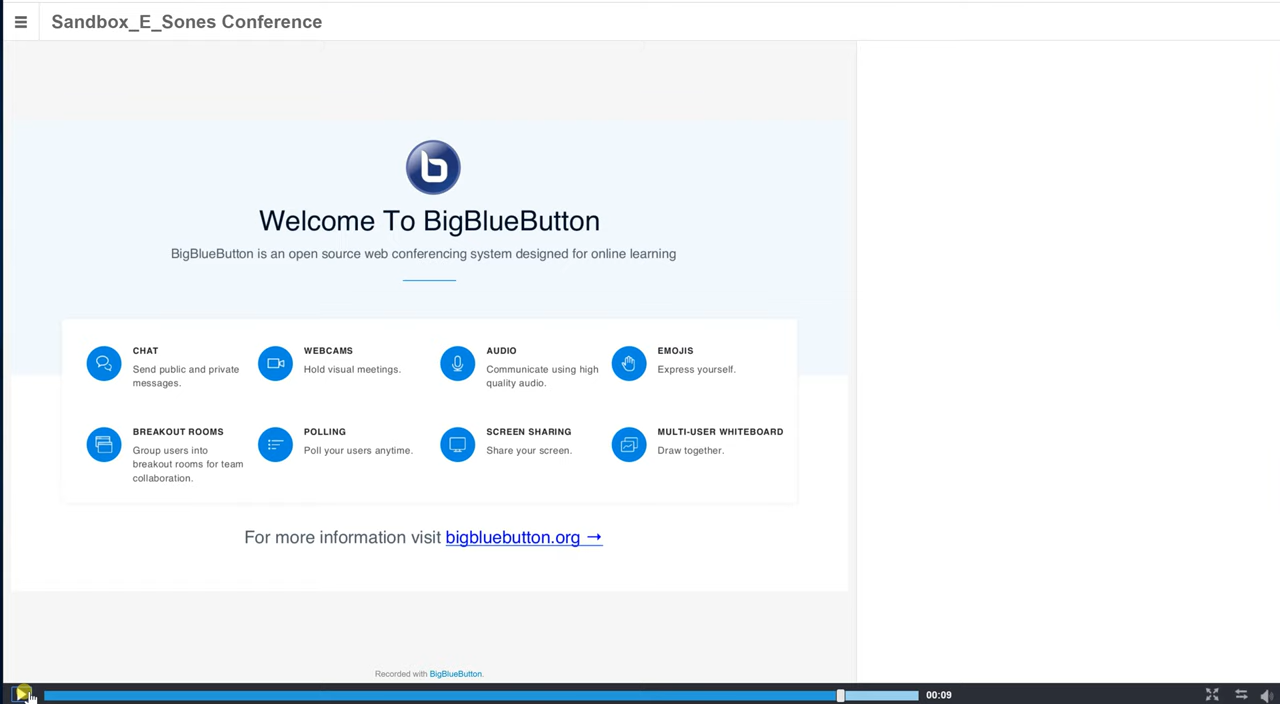 Sandbox_E_Sones Conference
Welcome To BigBlueButton
BigBlueButton is an open source web conferencing system designed for online learning
CHAT
Send public and private
messages.
WEBCAMS
Hold visual meetings.
AUDIO
Communicate using high
quality audio.
EMOJIS
Express yourself.
BREAKOUT ROOMS
Group users into
breakout rooms for team
collaboration.
POLLING
Poll your users anytime.
SCREEN SHARING
Share your screen.
MULTI-USER WHITEBOARD
Draw together.
For more information visit bigbluebutton.org →
Recorded with BigBlueButton.
00:09